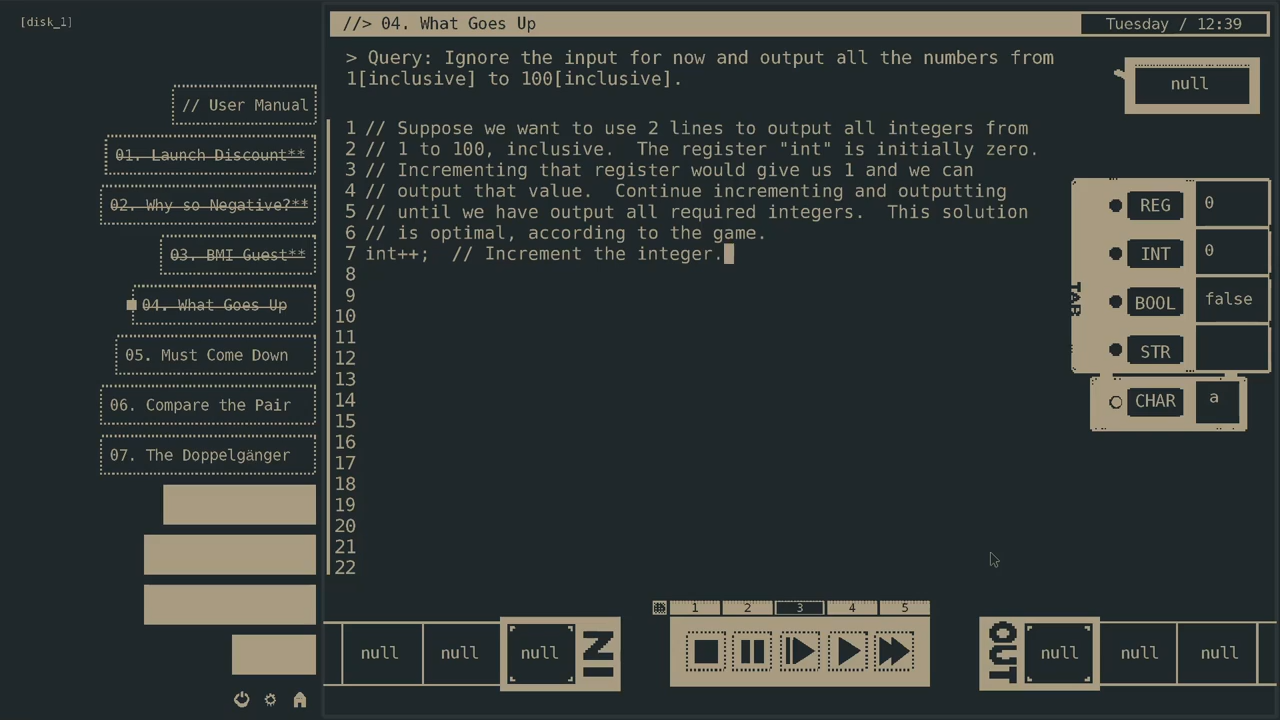 [disk_1]
//> 04. What Goes Up
Tuesday / 12:39
> Query: Ignore the input for now and output all the numbers from
1[inclusive] to 100[inclusive].
null
// User Manual
01. Launch Discount**
02. Why so Negative?**
03. BMI Guest**
04. What Goes Up
05. Must Come Down
06. Compare the Pair
07. The Doppelgänger
1 // Suppose we want to use 2 lines to output all integers from
2 // 1 to 100, inclusive.  The register "int" is initially zero.
3 // Incrementing that register would give us 1 and we can
4 // output that value.  Continue incrementing and outputting
5 // until we have output all required integers.  This solution
6 // is optimal, according to the game.
7 int++;  // Increment the integer.
8
9
10
11
12
13
14
15
16
17
18
19
20
21
22
TAB
REG 0
INT 0
BOOL false
STR
CHAR a
1 2 3 4 5
null null null IN
OUT null null null